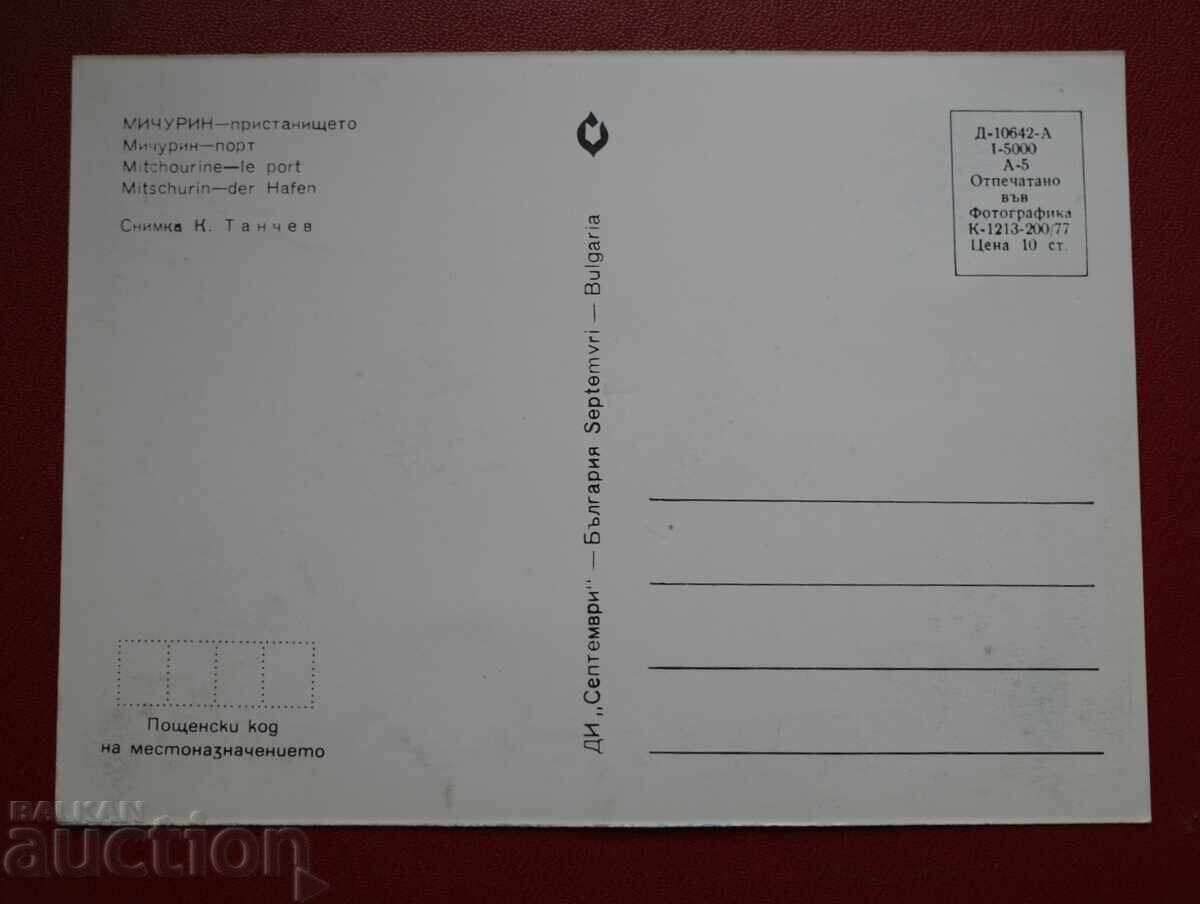 МИЧУРИН—пристанището
Мичурин—порт
Mitchourine—le port
Mitschurin—der Hafen
Снимка К. Танчев
Пощенски код
на местоназначението
ДИ „Септември" — България Septemvri — Bulgaria
Д-10642-А
1-5000
А-5
Отпечатано
във
Фотографика
К-1213-200/77
Цена 10 ст.
BALKAN
auction